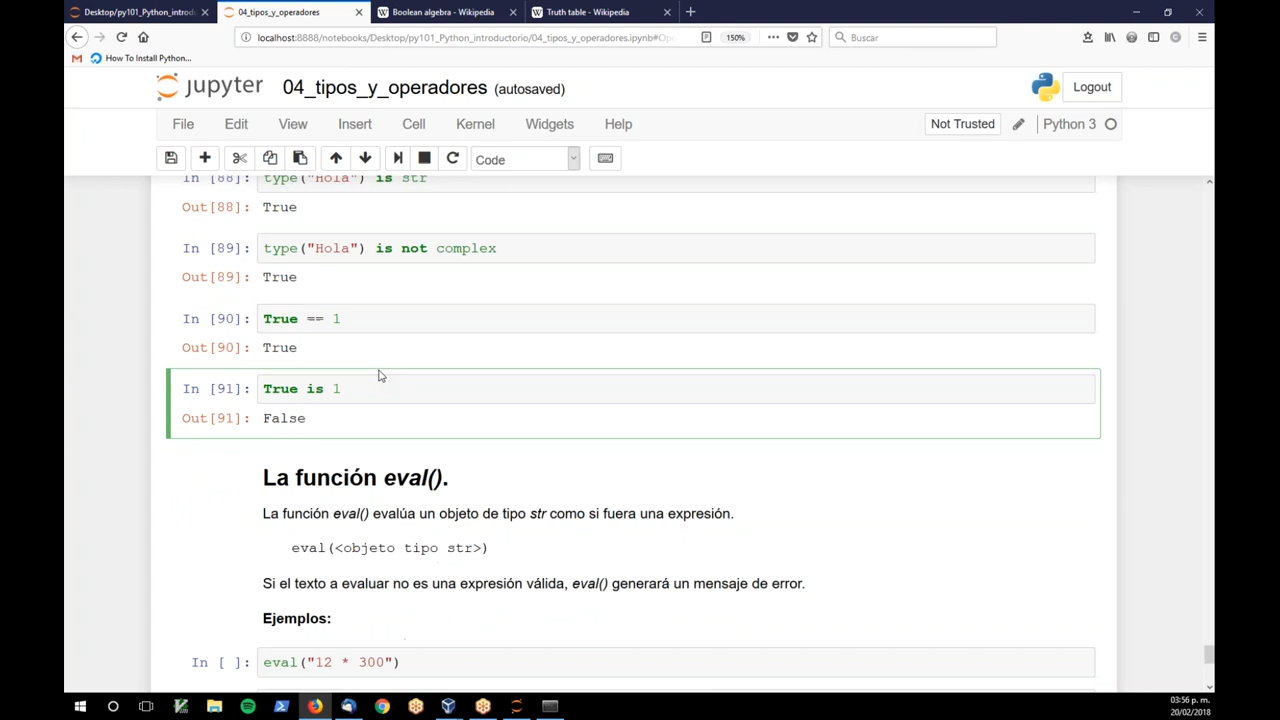 Desktop/py101_Python_introdu
04_tipos_y_operadores
Boolean algebra - Wikipedia
Truth table - Wikipedia
localhost:8888/notebooks/Desktop/py101_Python_introductorio/04_tipos_y_operadores.ipynb#Op
150%
Buscar
How To Install Python...
jupyter 04_tipos_y_operadores (autosaved)
Logout
File Edit View Insert Cell Kernel Widgets Help
Not Trusted
Python 3
Code
In [88]: type("Hola") is str
Out[88]: True
In [89]: type("Hola") is not complex
Out[89]: True
In [90]: True == 1
Out[90]: True
In [91]: True is 1
Out[91]: False
La función eval().
La función eval() evalúa un objeto de tipo str como si fuera una expresión.
eval(<objeto tipo str>)
Si el texto a evaluar no es una expresión válida, eval() generará un mensaje de error.
Ejemplos:
In [ ]: eval("12 * 300")
03:56 p. m.
20/02/2018